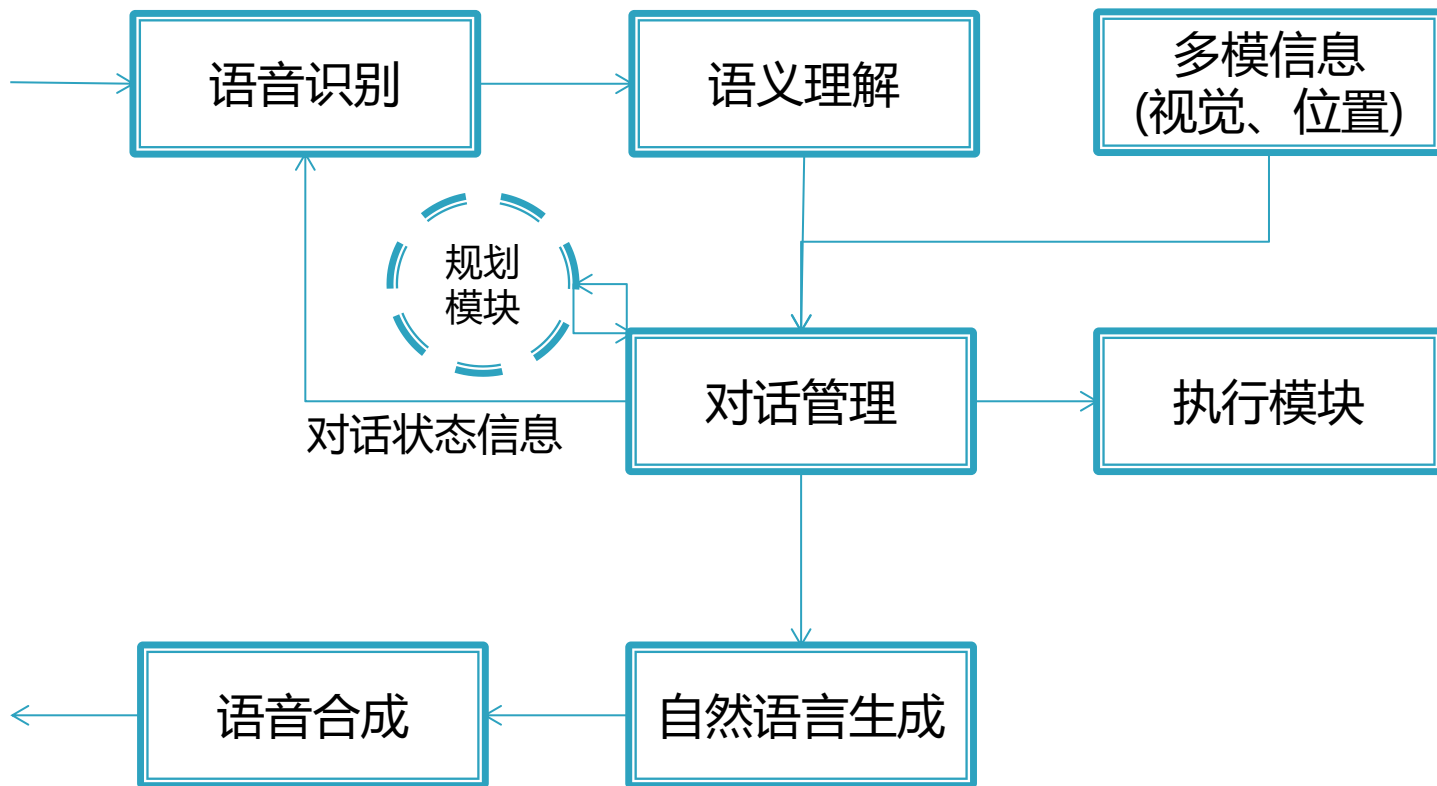 语音识别
语义理解
多模信息
(视觉、位置)
规划
模块
对话管理
执行模块
对话状态信息
语音合成
自然语言生成